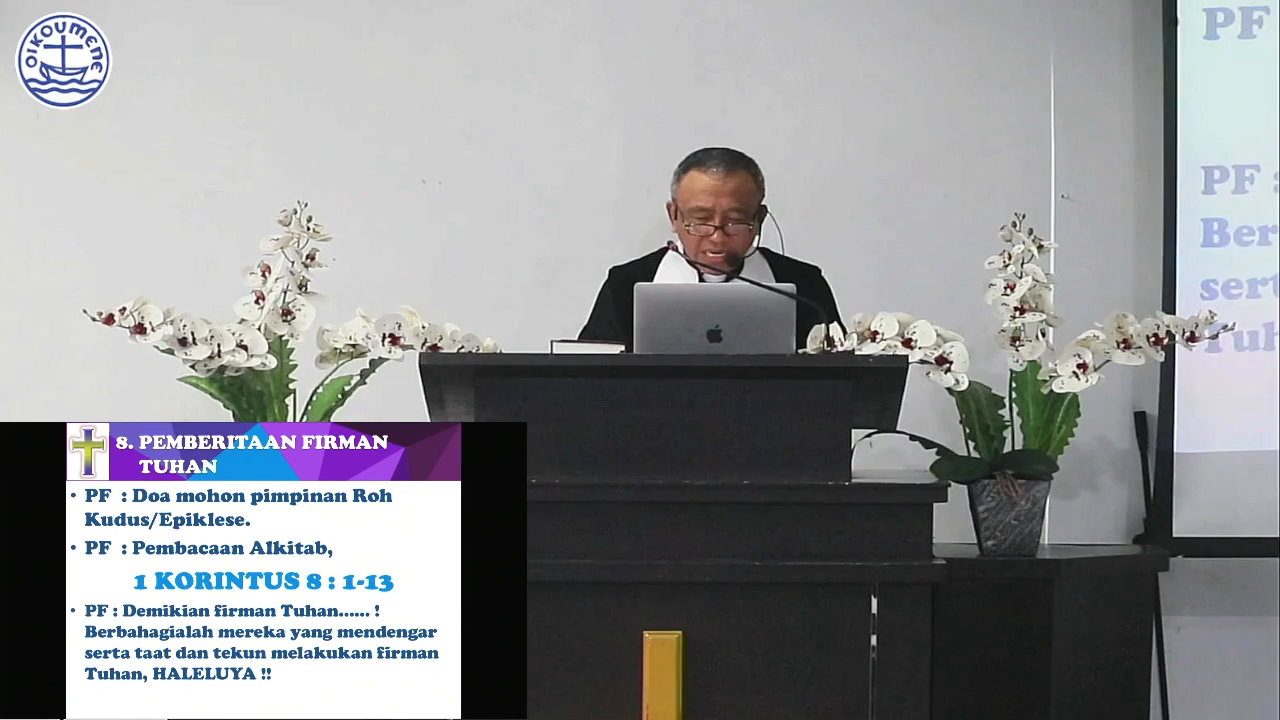 OIKOUMENE
PF
PF :
Ber
sert
Tuh
8. PEMBERITAAN FIRMAN
TUHAN
• PF : Doa mohon pimpinan Roh
Kudus/Epiklese.
• PF : Pembacaan Alkitab,
1 KORINTUS 8 : 1-13
• PF : Demikian firman Tuhan...... !
Berbahagialah mereka yang mendengar
serta taat dan tekun melakukan firman
Tuhan, HALELUYA !!